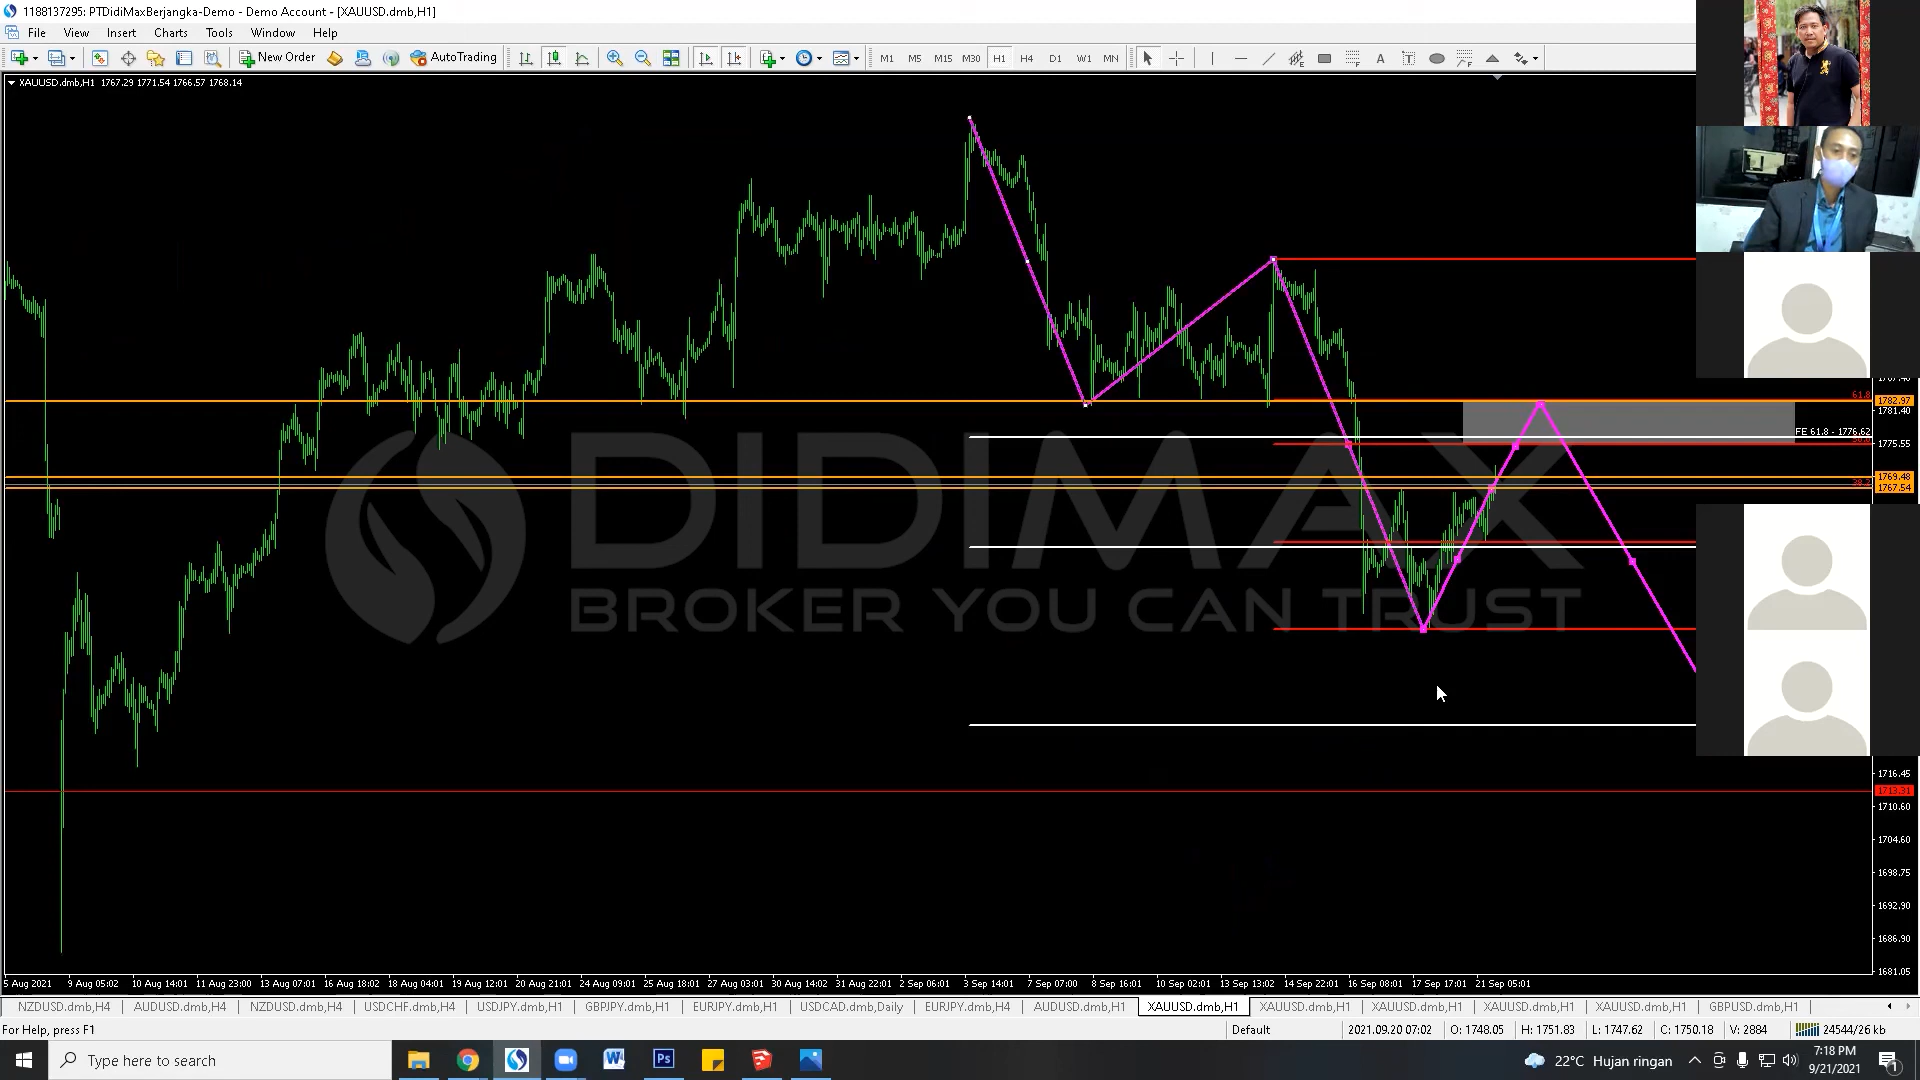 1188137295: PTDidiMaxBerjangka-Demo - Demo Account - [XAUUSD.dmb,H1]
File View Insert Charts Tools Window Help
New Order AutoTrading M1 M5 M15 M30 H1 H4 D1 W1 MN A T
XAUUSD.dmb,H1 1767.29 1771.54 1766.57 1768.14
61.8
1782.97
1781.40
FE 61.8 - 1776.62
1775.55
1769.48
38.2
1767.54
DIDIMAX
BROKER YOU CAN TRUST
1716.45
1713.31
1710.60
1704.60
1698.75
1692.90
1686.90
1681.05
5 Aug 2021 9 Aug 05:02 10 Aug 14:01 11 Aug 23:00 13 Aug 07:01 16 Aug 18:02 18 Aug 04:01 19 Aug 12:01 20 Aug 21:01 24 Aug 09:01 25 Aug 18:01 27 Aug 03:01 30 Aug 14:02 31 Aug 22:01 2 Sep 06:01 3 Sep 14:01 7 Sep 07:00 8 Sep 16:01 10 Sep 02:01 13 Sep 13:02 14 Sep 22:01 16 Sep 08:01 17 Sep 17:01 21 Sep 05:01
NZDUSD.dmb,H4 AUDUSD.dmb,H4 NZDUSD.dmb,H4 USDCHF.dmb,H4 USDJPY.dmb,H1 GBPJPY.dmb,H1 EURJPY.dmb,H1 USDCAD.dmb,Daily EURJPY.dmb,H4 AUDUSD.dmb,H1 XAUUSD.dmb,H1 XAUUSD.dmb,H1 XAUUSD.dmb,H1 XAUUSD.dmb,H1 XAUUSD.dmb,H1 GBPUSD.dmb,H1
For Help, press F1 Default 2021.09.20 07:02 O: 1748.05 H: 1751.83 L: 1747.62 C: 1750.18 V: 2884 24544/26 kb
Type here to search W Ps 22°C Hujan ringan 7:18 PM
9/21/2021 1